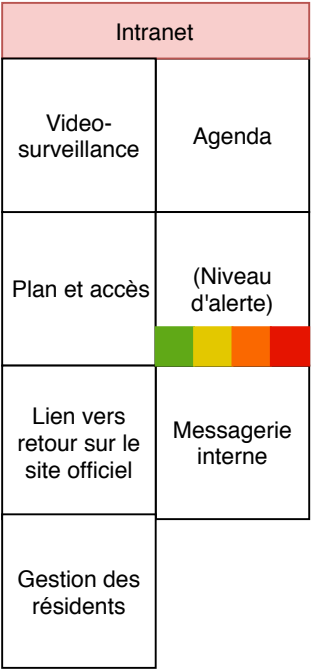 Intranet
Video-
surveillance
Agenda
Plan et accès
(Niveau
d'alerte)
Lien vers
retour sur le
site officiel
Messagerie
interne
Gestion des
résidents